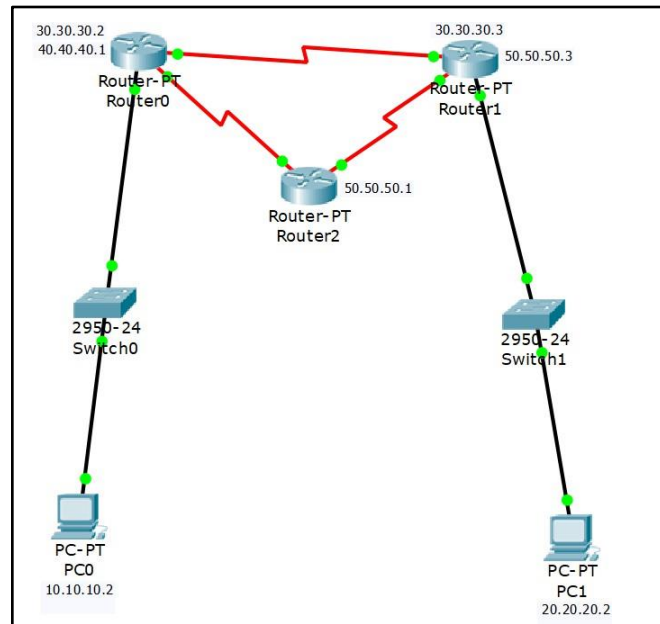 30.30.30.2
40.40.40.1
Router-PT
Router0
30.30.30.3
50.50.50.3
Router-PT
Router1
50.50.50.1
Router-PT
Router2
2950-24
Switch0
2950-24
Switch1
PC-PT
PC0
10.10.10.2
PC-PT
PC1
20.20.20.2